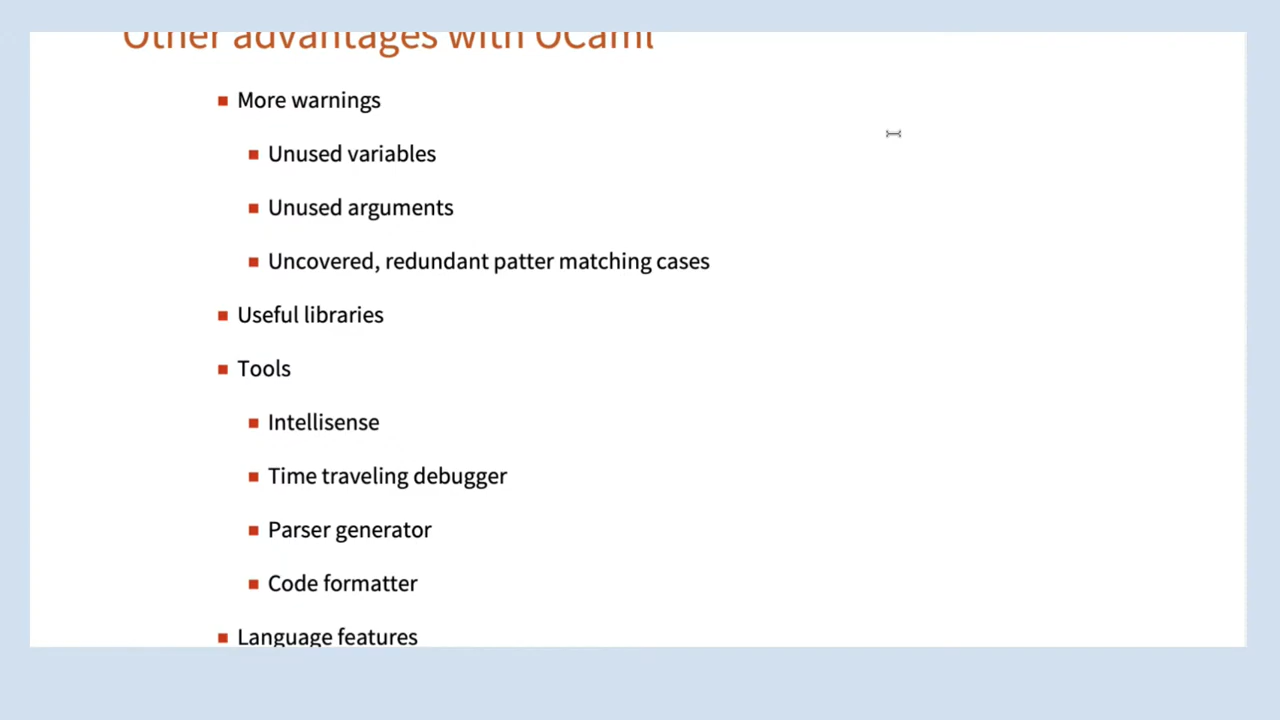 Other advantages with OCaml
More warnings
Unused variables
Unused arguments
Uncovered, redundant patter matching cases
Useful libraries
Tools
Intellisense
Time traveling debugger
Parser generator
Code formatter
Language features